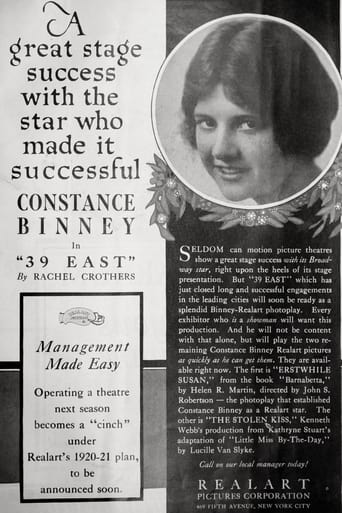 A
great stage
success
with the
star who
made it
successful
CONSTANCE
BINNEY
In
"39 EAST"
By RACHEL CROTHERS
Management
Made Easy
Operating a theatre
next season
becomes a "cinch"
under
Realart's 1920-21 plan,
to be
announced soon.
SELDOM can motion picture theatres
show a great stage success with its Broad-
way star, right upon the heels of its stage
presentation. But "39 EAST" which has
just closed long and successful engagements
in the leading cities will soon be ready as a
splendid Binney-Realart photoplay. Every
exhibitor who is a showman will want this
production. And he will not be content
with that alone, but will play the two re-
maining Constance Binney Realart pictures
as quickly as he can get them. They are avail-
able right now. The first is "ERSTWHILE
SUSAN," from the book "Barnabetta,"
by Helen R. Martin, directed by John S.
Robertson — the photoplay that established
Constance Binney as a Realart star. The
other is "THE STOLEN KISS," Kenneth
Webb's production from Kathryne Stuart's
adaptation of "Little Miss By-The-Day,"
by Lucille Van Slyke.
Call on our local manager today!
REALART
PICTURES CORPORATION
469 FIFTH AVENUE, NEW YORK CITY